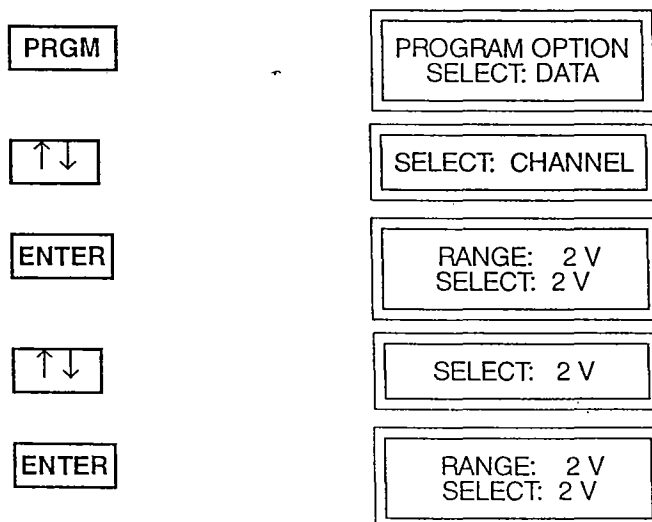 PRGM
PROGRAM OPTION
SELECT: DATA
↑↓
SELECT: CHANNEL
ENTER
RANGE: 2 V
SELECT: 2 V
↑↓
SELECT: 2 V
ENTER
RANGE: 2 V
SELECT: 2 V